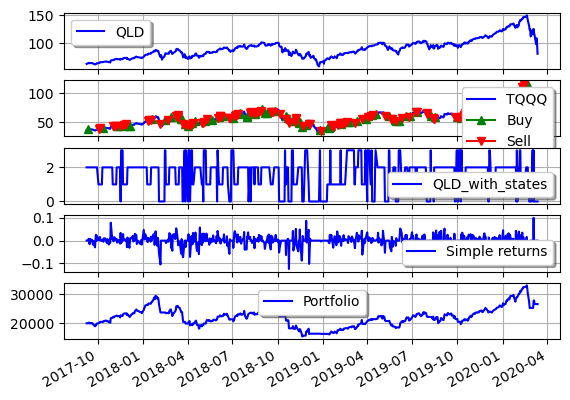 150
QLD
100
100
TQQQ
Buy
50
Sell
2
QLD_with_states
0
0.1
0.0
Simple returns
−0.1
30000
Portfolio
20000
2017-10 2018-01 2018-04 2018-07 2018-10 2019-01 2019-04 2019-07 2019-10 2020-01 2020-04